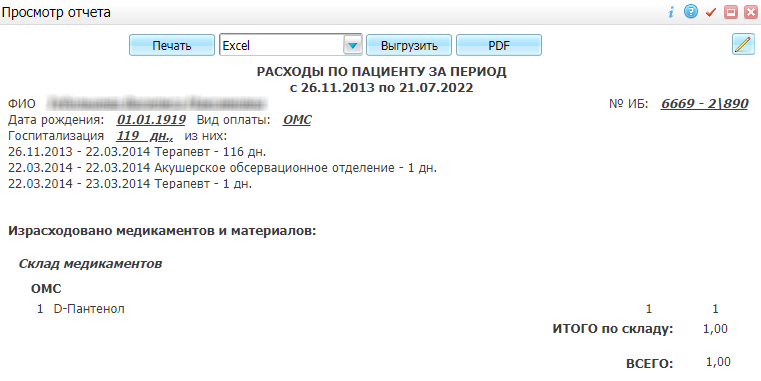 Просмотр отчета
Печать Excel Выгрузить PDF
РАСХОДЫ ПО ПАЦИЕНТУ ЗА ПЕРИОД
с 26.11.2013 по 21.07.2022
ФИО № ИБ: 6669 - 2\890
Дата рождения: 01.01.1919 Вид оплаты: ОМС
Госпитализация 119 дн., из них:
26.11.2013 - 22.03.2014 Терапевт - 116 дн.
22.03.2014 - 22.03.2014 Акушерское обсервационное отделение - 1 дн.
22.03.2014 - 23.03.2014 Терапевт - 1 дн.
Израсходовано медикаментов и материалов:
Склад медикаментов
ОМС
1 D-Пантенол 1 1
ИТОГО по складу: 1,00
ВСЕГО: 1,00